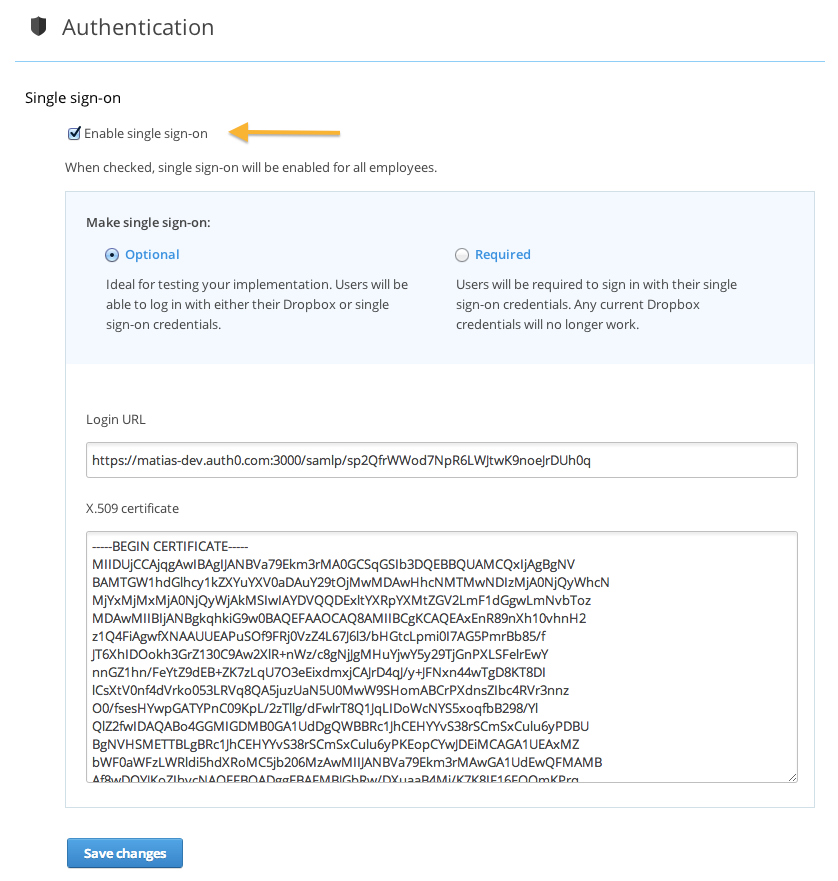 Authentication
Single sign-on
Enable single sign-on
When checked, single sign-on will be enabled for all employees.
Make single sign-on:
Optional
Ideal for testing your implementation. Users will be
able to log in with either their Dropbox or single
sign-on credentials.
Required
Users will be required to sign in with their single
sign-on credentials. Any current Dropbox
credentials will no longer work.
Login URL
https://matias-dev.auth0.com:3000/samlp/sp2QfrWWod7NpR6LWJtwK9noeJrDUh0q
X.509 certificate
-----BEGIN CERTIFICATE-----
MIIDUjCCAjqgAwIBAgIJANBVa79Ekm3rMA0GCSqGSIb3DQEBBQUAMCQxIjAgBgNV
BAMTGW1hdGlhcy1kZXYuYXV0aDAuY29tOjMwMDAwHhcNMTMwNDIzMjA0NjQyWhcN
MjYxMjMxMjA0NjQyWjAkMSIwIAYDVQQDExltYXRpYXMtZGV2LmF1dGgwLmNvbToz
MDAwMIIBIjANBgkqhkiG9w0BAQEFAAOCAQ8AMIIBCgKCAQEAxEnR89nXh10vhnH2
z1Q4FiAgwfXNAAUUEAPuSOf9FRj0VzZ4L67J6l3/bHGtcLpmi0I7AG5PmrBb85/f
JT6XhIDOokh3GrZ130C9Aw2XlR+nWz/c8gNJJgMHuYjwY5y29TjGnPXLSFelrEwY
nnGZ1hn/FeYtZ9dEB+ZK7zLqU7O3eEixdmxjCAJrD4qJ/y+JFNxn44wTgD8KT8DI
lCsXtV0nf4dVrko053LRVq8QA5juzUaN5U0MwW9SHomABCrPXdnsZIbc4RVr3nnz
O0/fsesHYwpGATYPnC09KpL/2zTllg/dFwlrT8Q1JqLIDoWcNYS5xoqfbB298/Yl
QlZ2fwIDAQABo4GGMIGDMB0GA1UdDgQWBBRc1JhCEHYYvS38rSCmSxCulu6yPDBU
BgNVHSMETTBLgBRc1JhCEHYYvS38rSCmSxCulu6yPKEopCYwJDEiMCAGA1UEAxMZ
bWF0aWFzLWRldi5hdXRoMC5jb206MzAwMIIJANBVa79Ekm3rMAwGA1UdEwQFMAMB
Save changes